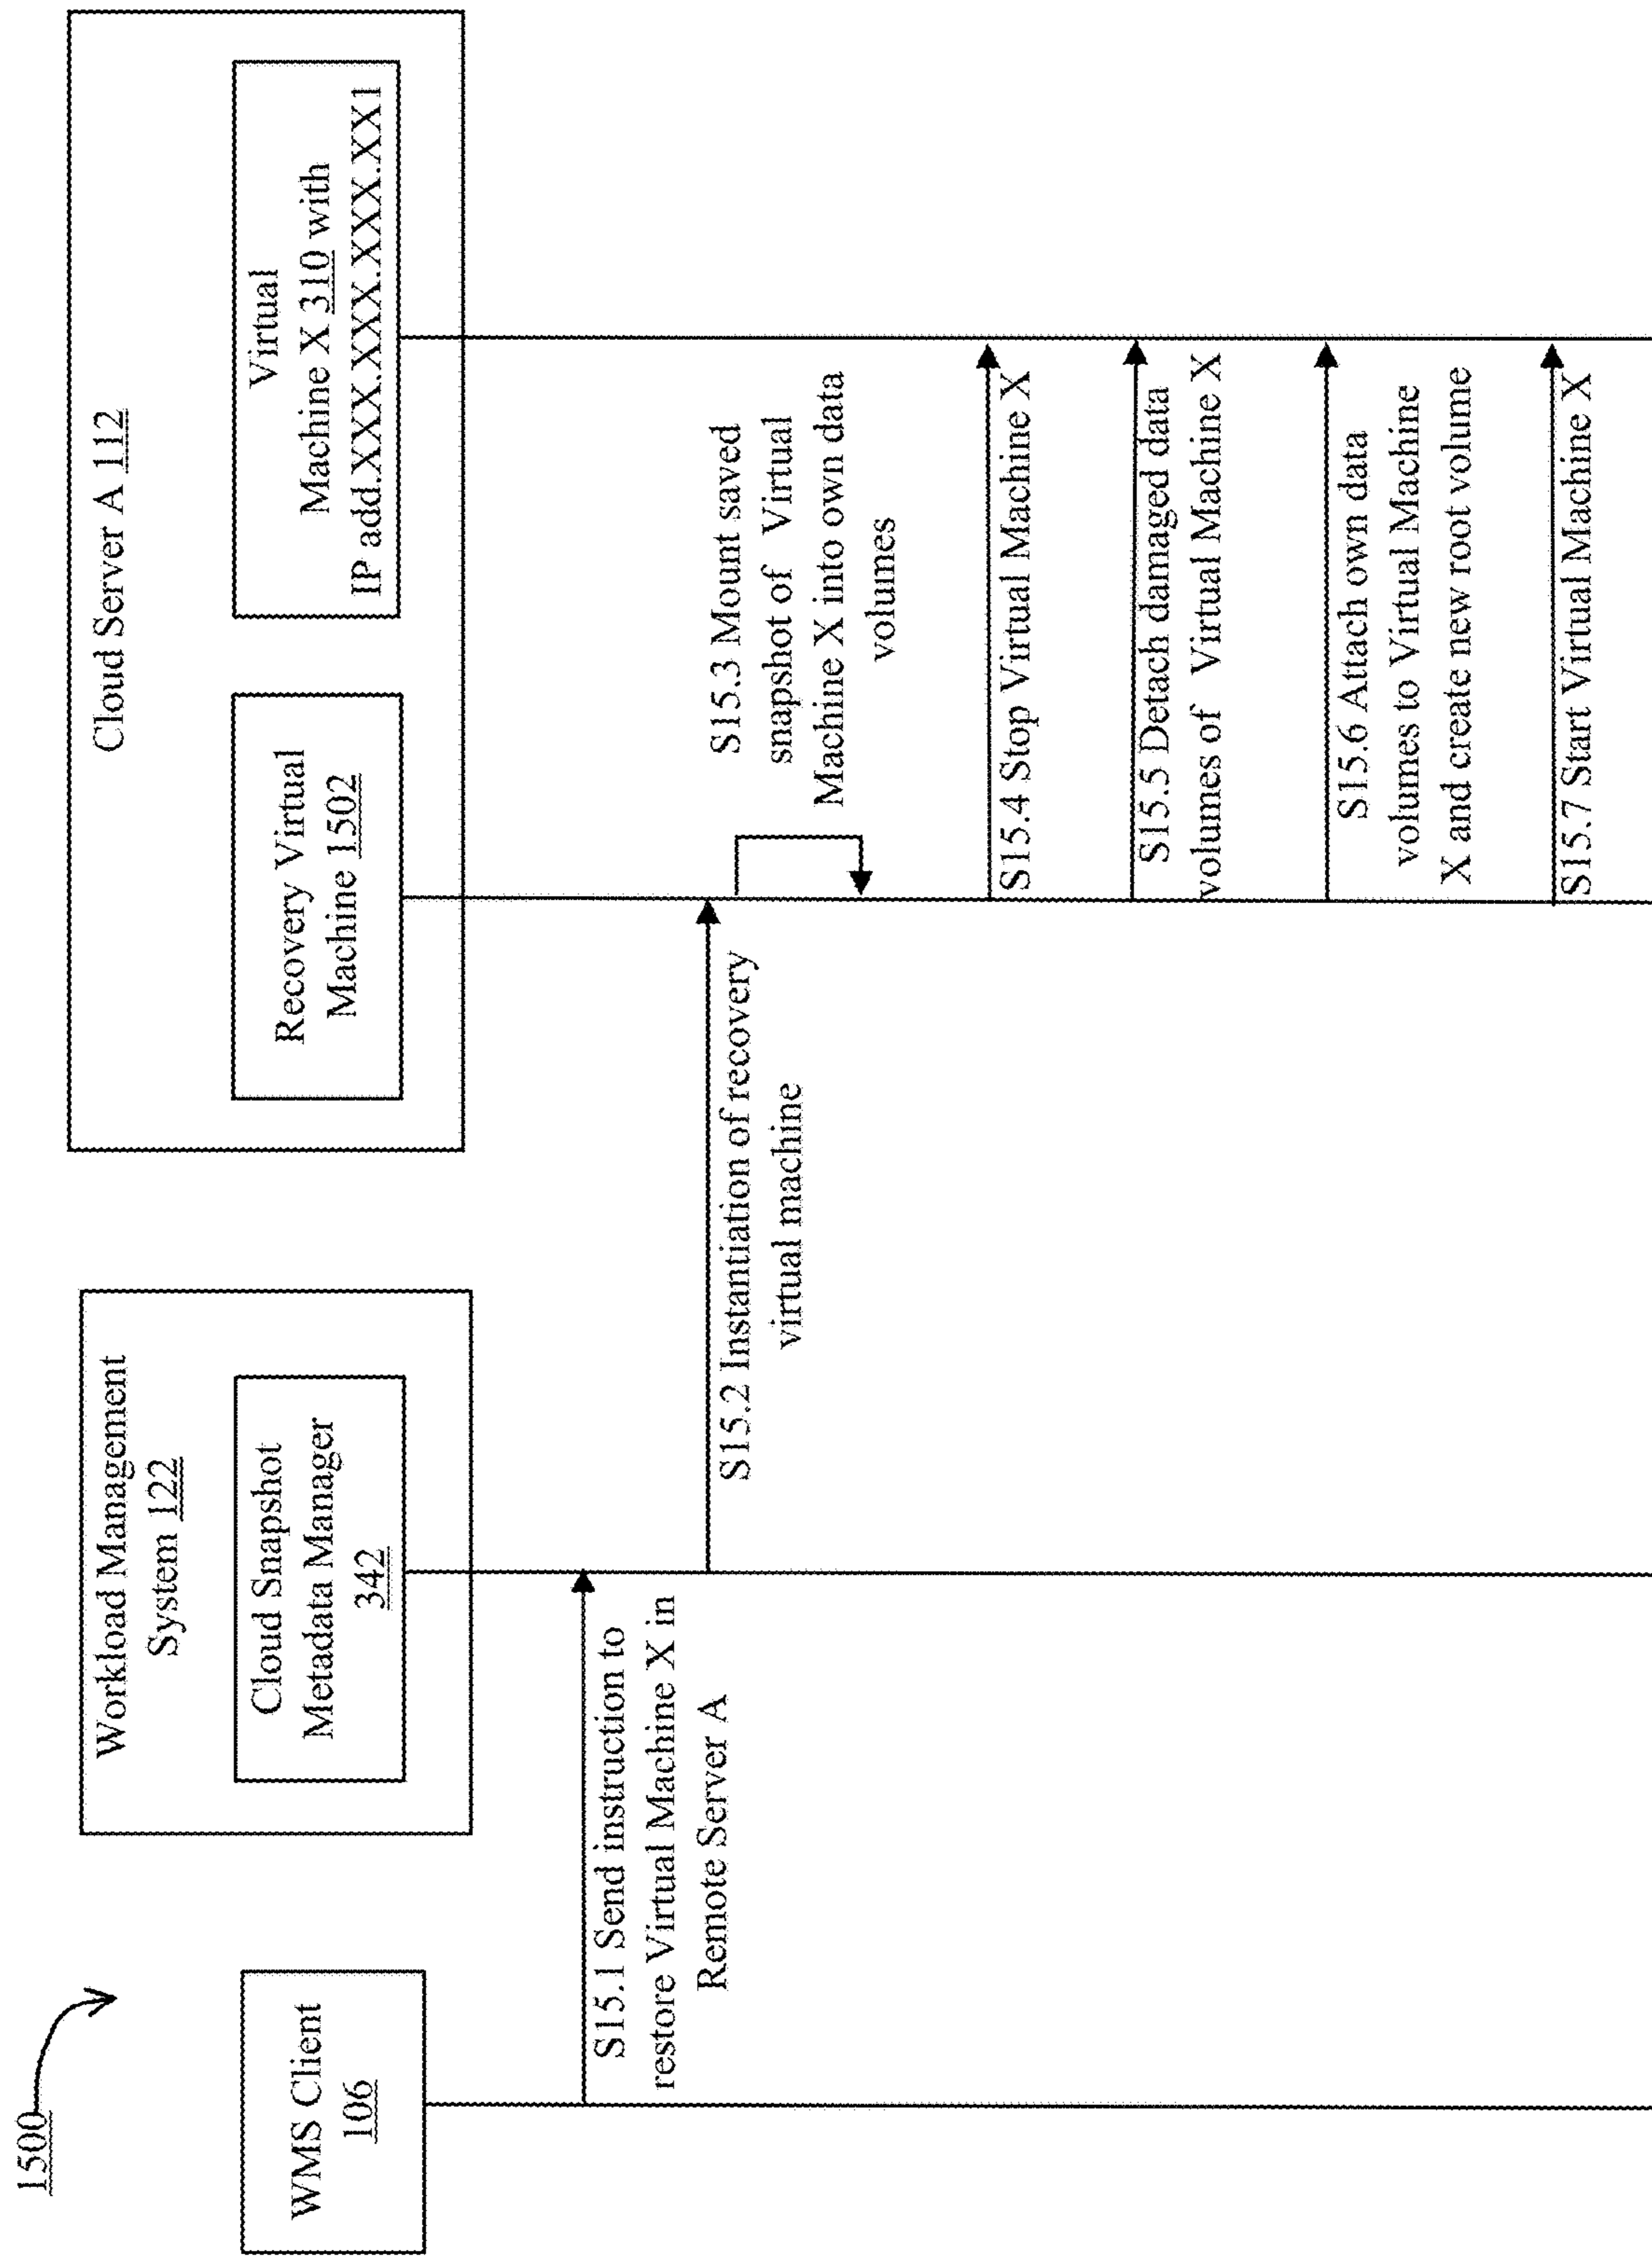 1500
WMS Client
106
Workload Management
System 122
Cloud Snapshot
Metadata Manager
342
Cloud Server A 112
Recovery Virtual
Machine 1502
Virtual
Machine X 310 with
IP add.XXX.XXX.XXX.XX1
S15.1 Send instruction to
restore Virtual Machine X in
Remote Server A
S15.2 Instantiation of recovery
virtual machine
S15.3 Mount saved
snapshot of Virtual
Machine X into own data
volumes
S15.4 Stop Virtual Machine X
S15.5 Detach damaged data
volumes of Virtual Machine X
S15.6 Attach own data
volumes to Virtual Machine
X and create new root volume
S15.7 Start Virtual Machine X